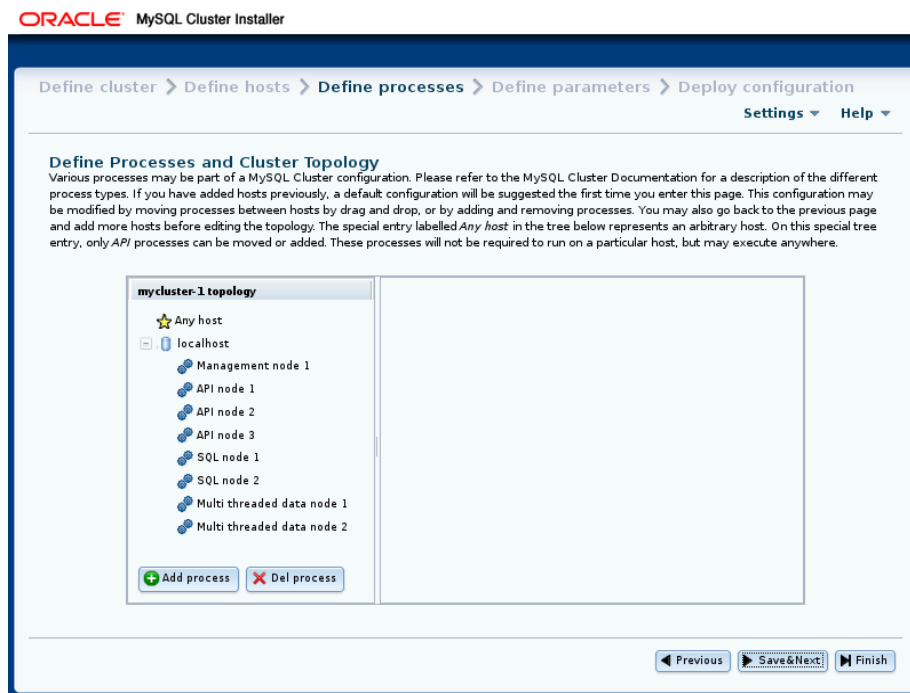 ORACLE® MySQL Cluster Installer
Define cluster > Define hosts > Define processes > Define parameters > Deploy configuration
Settings Help
Define Processes and Cluster Topology
Various processes may be part of a MySQL Cluster configuration. Please refer to the MySQL Cluster Documentation for a description of the different
process types. If you have added hosts previously, a default configuration will be suggested the first time you enter this page. This configuration may
be modified by moving processes between hosts by drag and drop, or by adding and removing processes. You may also go back to the previous page
and add more hosts before editing the topology. The special entry labelled Any host in the tree below represents an arbitrary host. On this special tree
entry, only API processes can be moved or added. These processes will not be required to run on a particular host, but may execute anywhere.
mycluster-1 topology
Any host
localhost
Management node 1
API node 1
API node 2
API node 3
SQL node 1
SQL node 2
Multi threaded data node 1
Multi threaded data node 2
Add process Del process
Previous Save&Next Finish